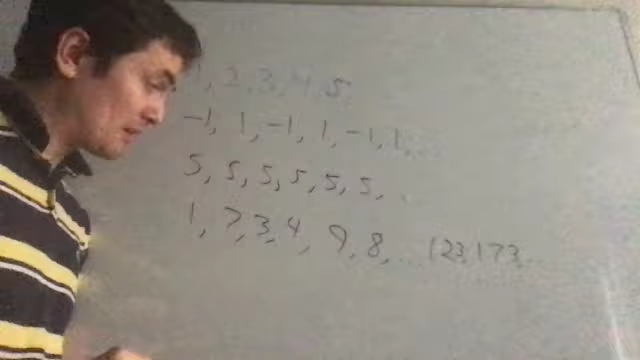 1, 2, 3, 4, 5,
-1, 1, -1, 1, -1, 1, ...
5, 5, 5, 5, 5, 5, ..
1, 7, 3, 4, 9, 8, .. 123, 173, ..